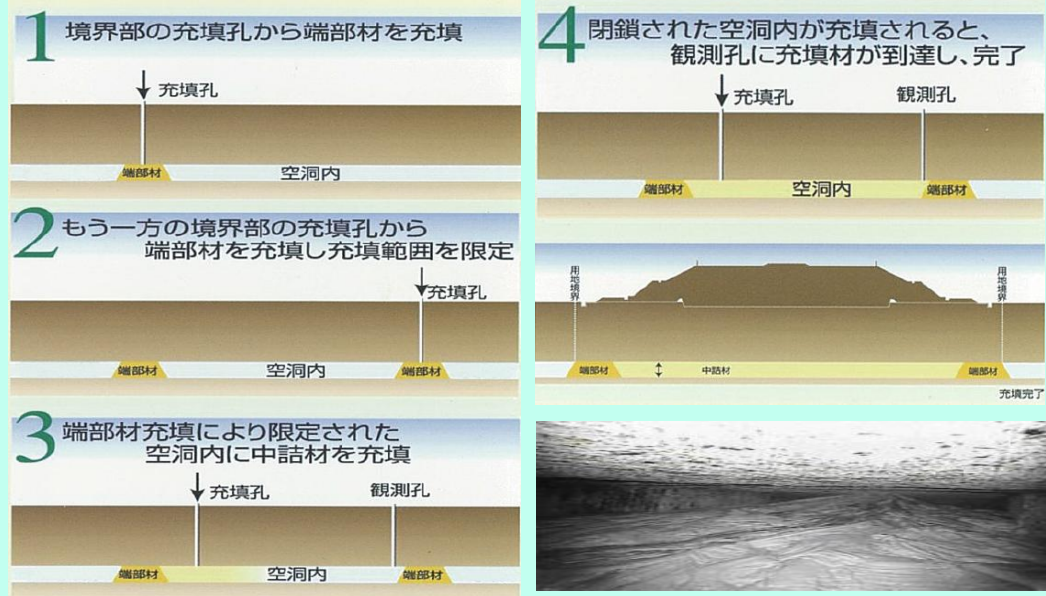 1 境界部の充填孔から端部材を充填
充填孔
端部材
空洞内
2 もう一方の境界部の充填孔から
端部材を充填し充填範囲を限定
充填孔
端部材
空洞内
端部材
3 端部材充填により限定された
空洞内に中詰材を充填
充填孔
観測孔
端部材
空洞内
端部材
4 閉鎖された空洞内が充填されると、
観測孔に充填材が到達し、完了
充填孔
観測孔
端部材
空洞内
端部材
用地境界
用地境界
端部材
中詰材
端部材
充填完了